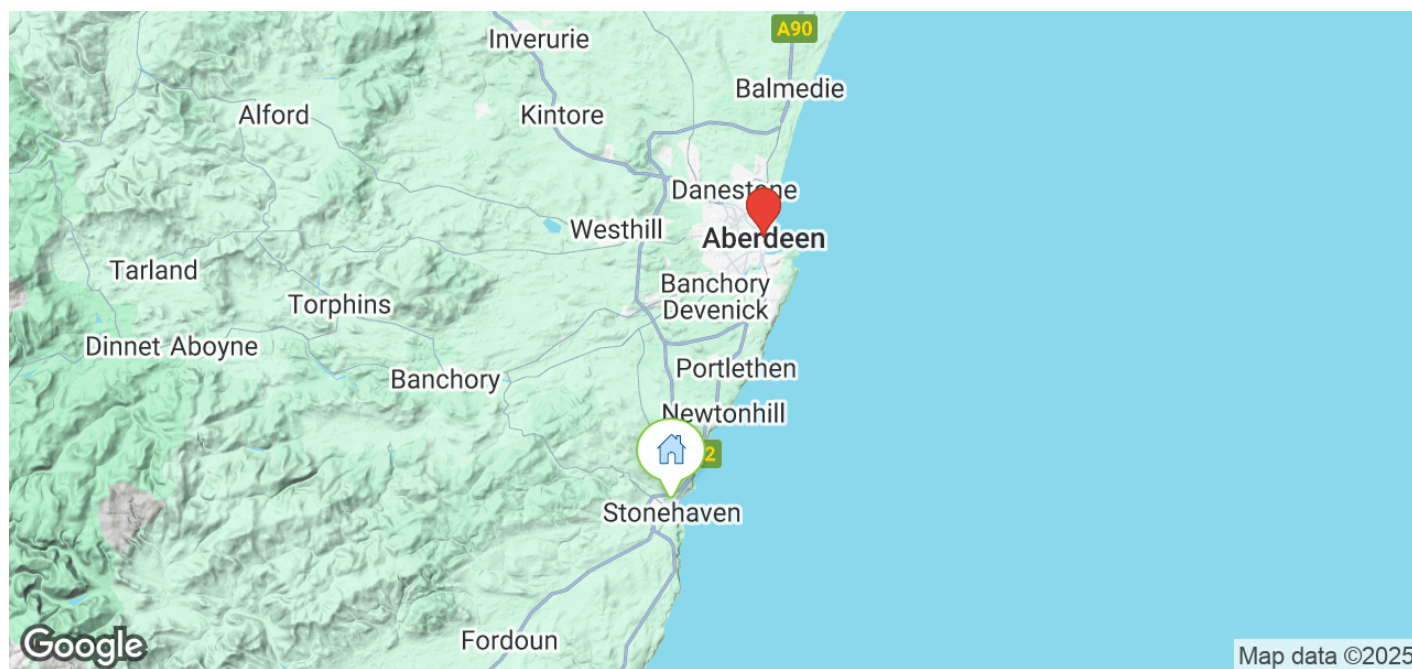 A90
Inverurie
Balmedie
Alford
Kintore
Danestone
Westhill
Aberdeen
Tarland
Banchory
Devenick
Torphins
Dinnet Aboyne
Portlethen
Banchory
Newtonhill
2
Stonehaven
Fordoun
Google
Map data ©2025